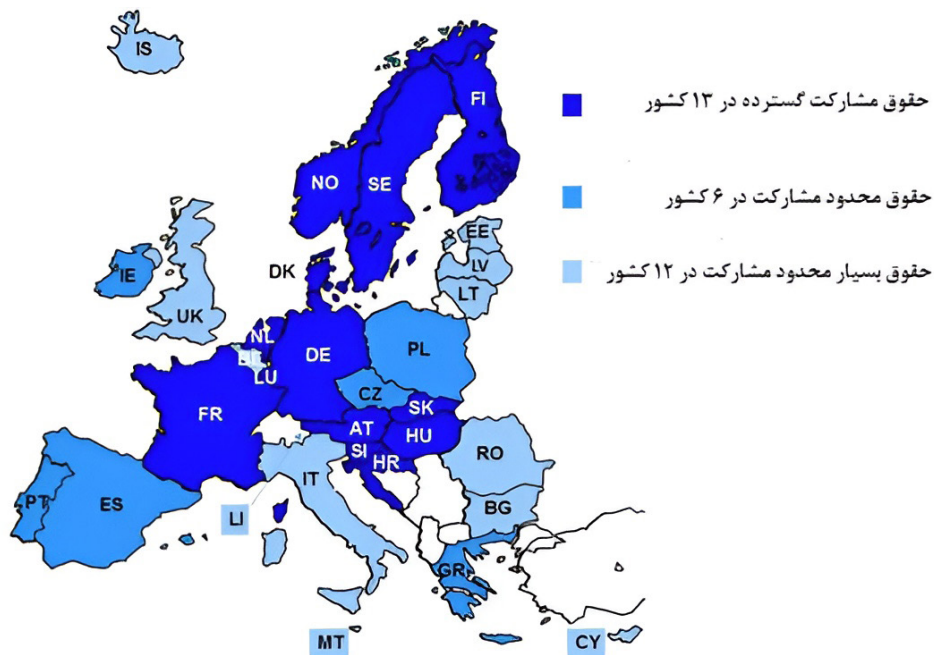 IS
FI
حقوق مشارکت گسترده در ۱۳ کشور
NO
SE
حقوق محدود مشارکت در ۶ کشور
EE
DK
IE
LV
حقوق بسیار محدود مشارکت در ۱۲ کشور
LT
UK
NL
DE
PL
BE
LU
CZ
FR
SK
AT
HU
SI
HR
RO
IT
PT
ES
BG
LI
GR
MT
CY